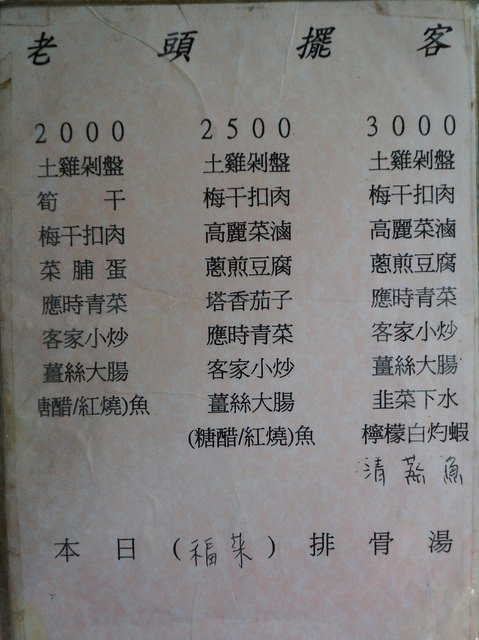 老頭擺客
2000 2500 3000
土雞剁盤 土雞剁盤 土雞剁盤
筍干 梅干扣肉 梅干扣肉
梅干扣肉 高麗菜滷 高麗菜滷
菜脯蛋 蔥煎豆腐 蔥煎豆腐
應時青菜 塔香茄子 應時青菜
客家小炒 應時青菜 客家小炒
薑絲大腸 客家小炒 薑絲大腸
糖醋/紅燒)魚 薑絲大腸 韭菜下水
(糖醋/紅燒)魚 檸檬白灼蝦
清蒸魚
本日(福菜)排骨湯